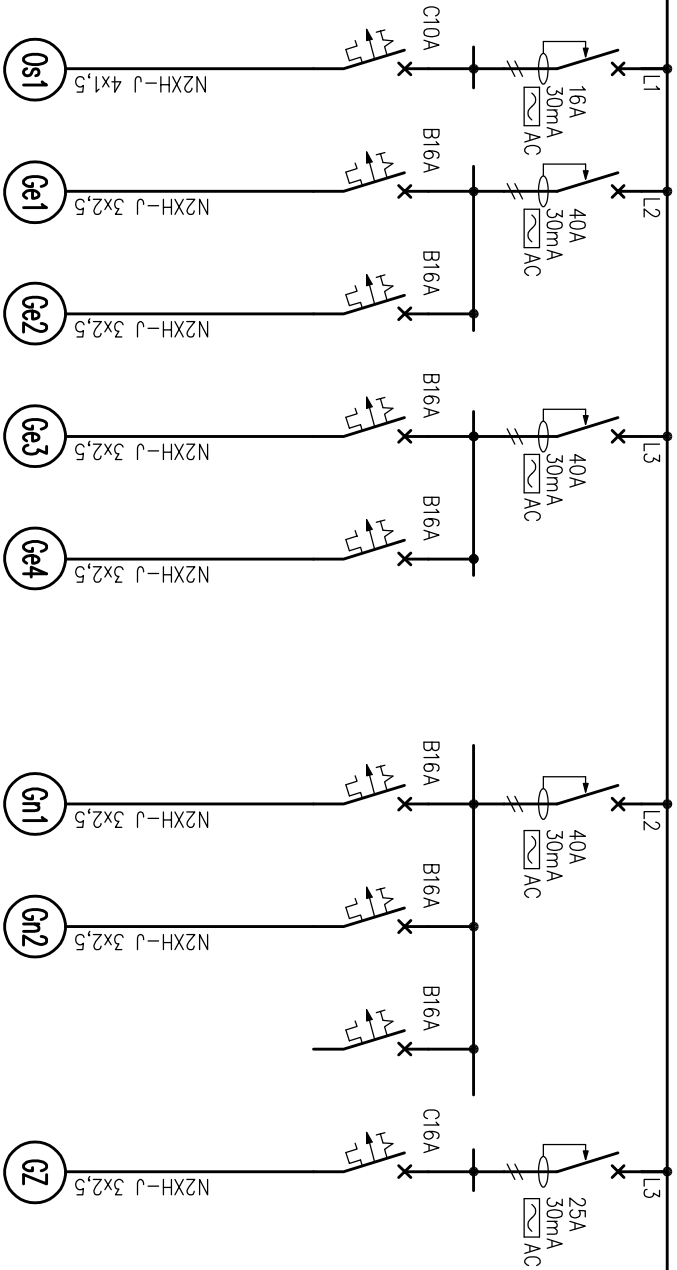 L1
16A
30mA
AC
C10A
N2XH-J 4x1,5
Os1
L2
40A
30mA
AC
B16A
N2XH-J 3x2,5
Ge1
B16A
N2XH-J 3x2,5
Ge2
L3
40A
30mA
AC
B16A
N2XH-J 3x2,5
Ge3
B16A
N2XH-J 3x2,5
Ge4
L2
40A
30mA
AC
B16A
N2XH-J 3x2,5
Gn1
B16A
N2XH-J 3x2,5
Gn2
B16A
L3
25A
30mA
AC
C16A
N2XH-J 3x2,5
GZ